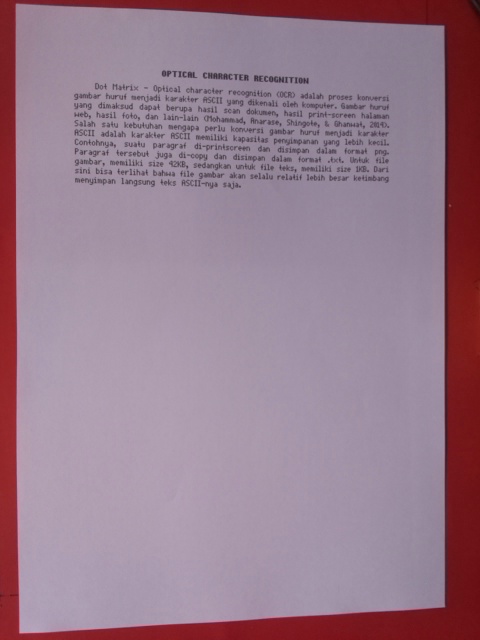 OPTICAL CHARACTER RECOGNITION
Dot Matrix - Optical character recognition (OCR) adalah proses konversi
gambar huruf menjadi karakter ASCII yang dikenali oleh komputer. Gambar huruf
yang dimaksud dapat berupa hasil scan dokumen, hasil print-screen halaman
web, hasil foto, dan lain-lain (Mohammad, Anarase, Shingote, & Ghanwat, 2014).
Salah satu kebutuhan mengapa perlu konversi gambar huruf menjadi karakter
ASCII adalah karakter ASCII memiliki kapasitas penyimpanan yang lebih kecil.
Contohnya, suatu paragraf di-printscreen dan disimpan dalam format png.
Paragraf tersebut juga di-copy dan disimpan dalam format .txt. Untuk file
gambar, memiliki size 92KB, sedangkan untuk file teks, memiliki size 1KB. Dari
sini bisa terlihat bahwa file gambar akan selalu relatif lebih besar ketimbang
menyimpan langsung teks ASCII-nya saja.